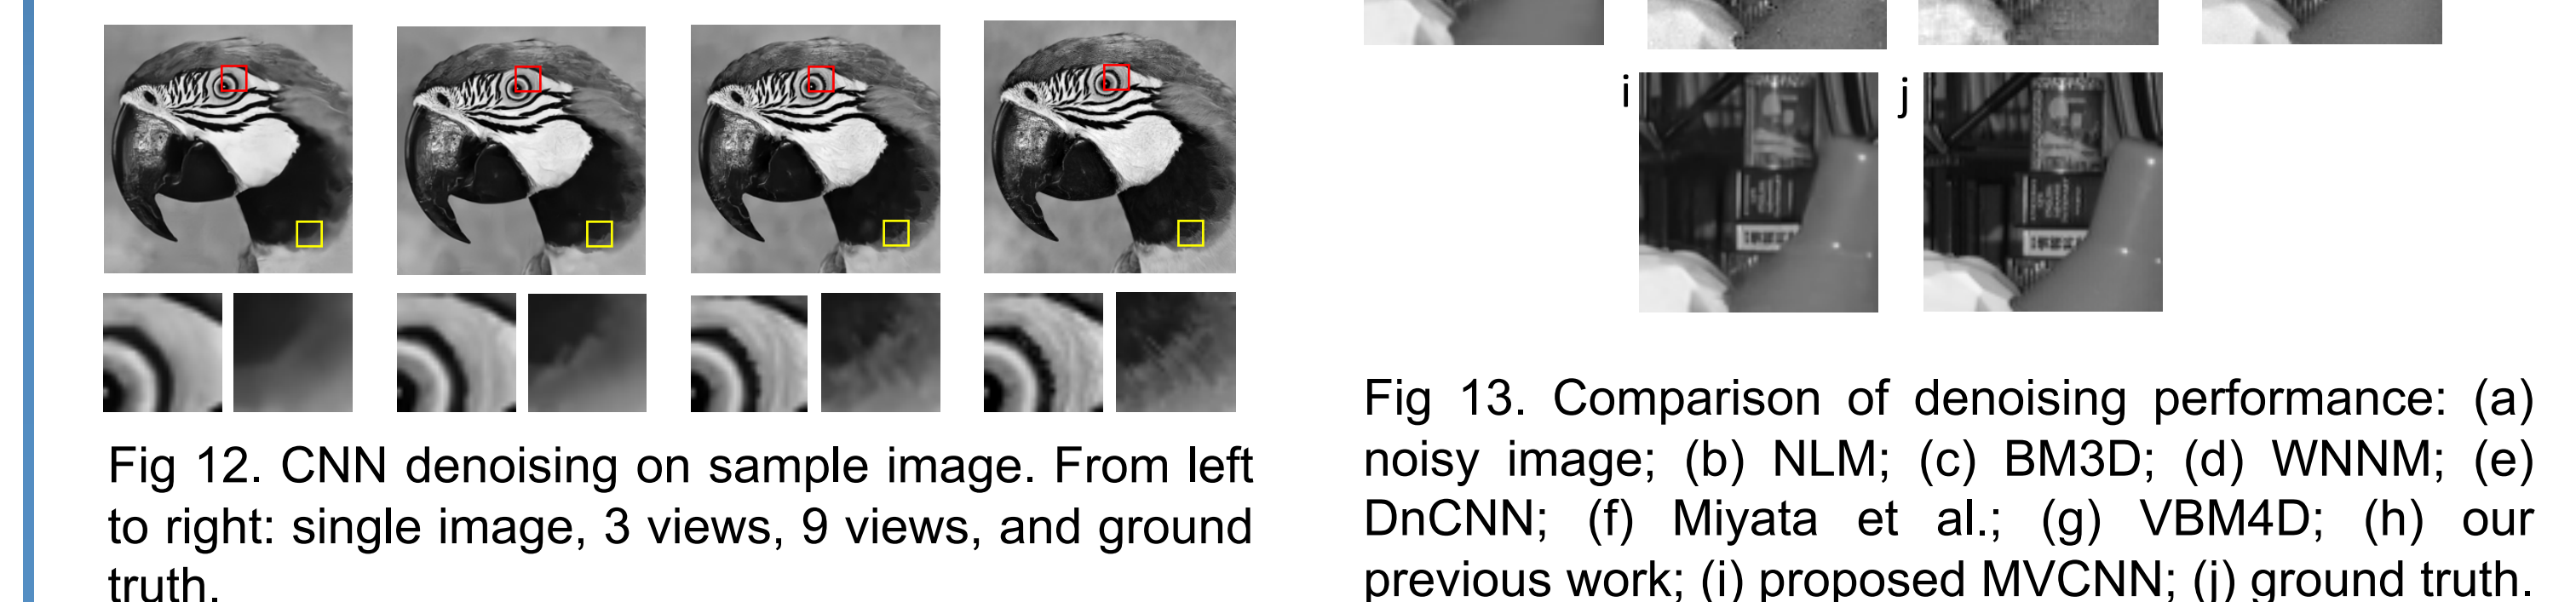 Fig 12. CNN denoising on sample image. From left
to right: single image, 3 views, 9 views, and ground
truth.
i
j
Fig 13. Comparison of denoising performance: (a)
noisy image; (b) NLM; (c) BM3D; (d) WNNM; (e)
DnCNN; (f) Miyata et al.; (g) VBM4D; (h) our
previous work; (i) proposed MVCNN; (j) ground truth.